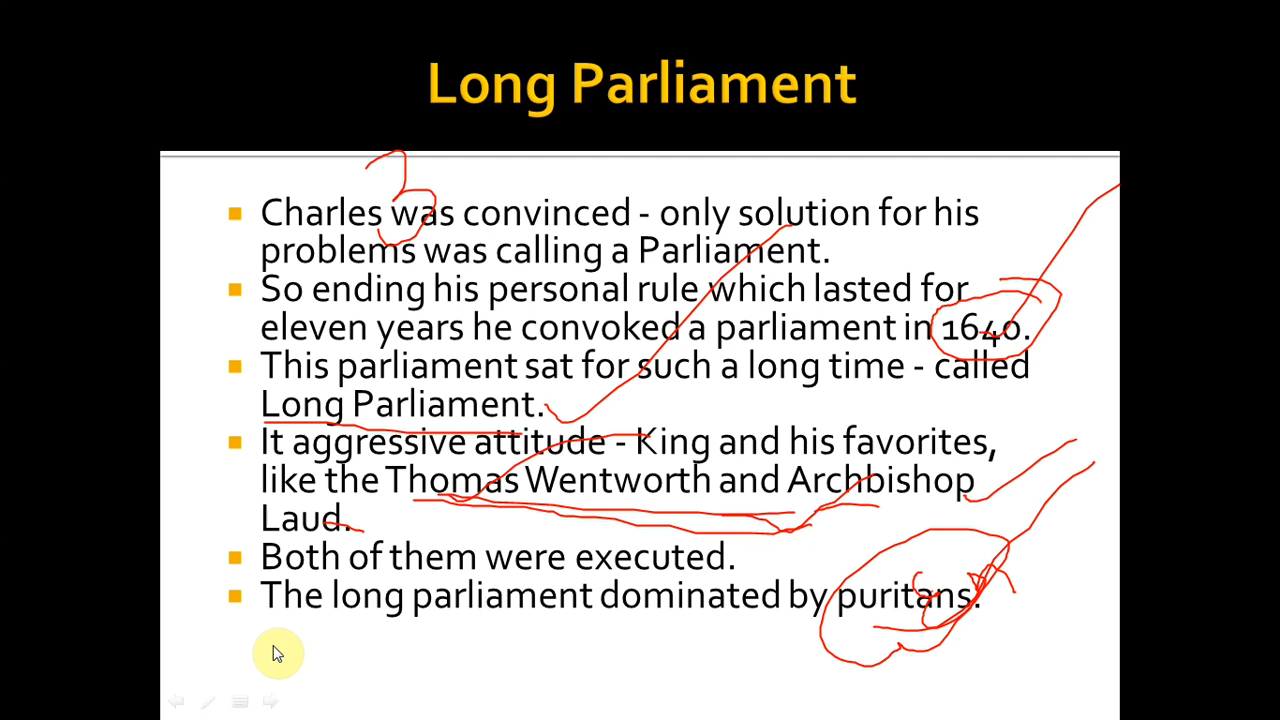 Long Parliament
3
Charles was convinced - only solution for his
problems was calling a Parliament.
So ending his personal rule which lasted for
eleven years he convoked a parliament in 1640.
This parliament sat for such a long time - called
Long Parliament.
It aggressive attitude - King and his favorites,
like the Thomas Wentworth and Archbishop
Laud.
Both of them were executed.
The long parliament dominated by puritans.